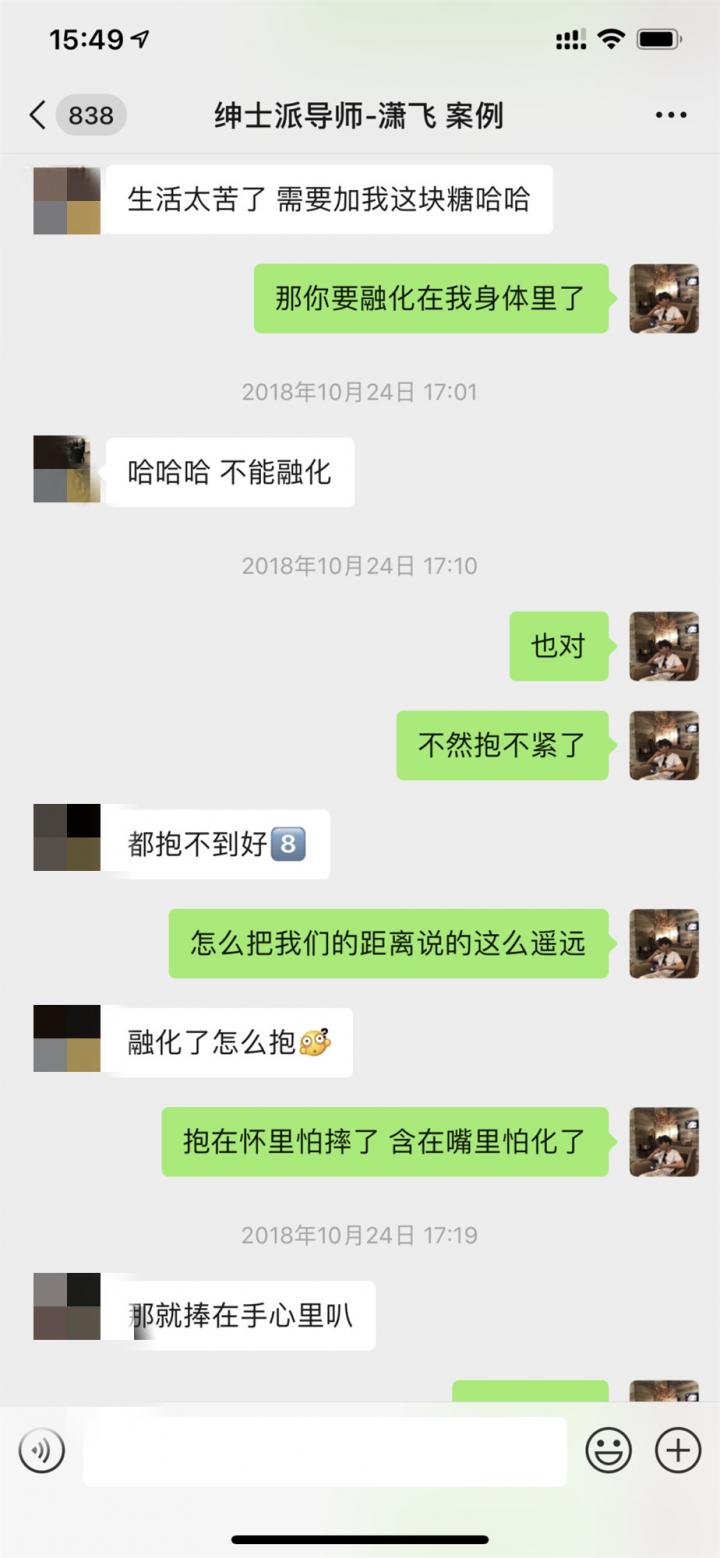 15:49
838
绅士派导师-潇飞 案例
生活太苦了 需要加我这块糖哈哈
那你要融化在我身体里了
2018年10月24日 17:01
哈哈哈 不能融化
2018年10月24日 17:10
也对
不然抱不紧了
都抱不到好8️⃣
怎么把我们的距离说的这么遥远
融化了怎么抱
抱在怀里怕摔了 含在嘴里怕化了
2018年10月24日 17:19
那就捧在手心里叭